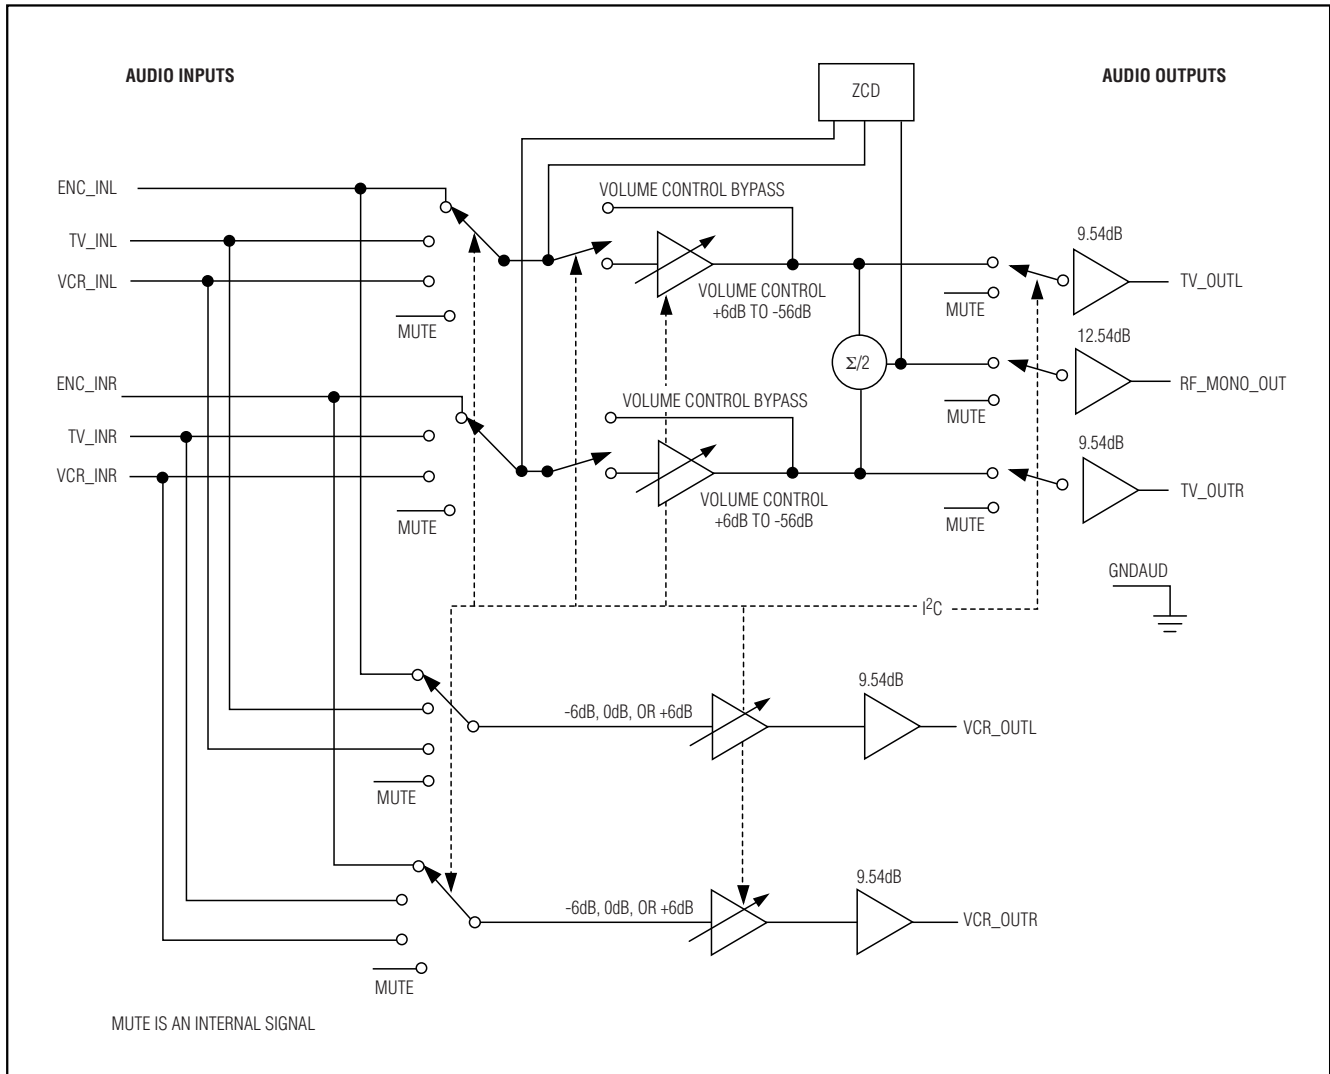 AUDIO INPUTS
ZCD
AUDIO OUTPUTS
ENC_INL
VOLUME CONTROL BYPASS
TV_INL
9.54dB
VCR_INL
VOLUME CONTROL
+6dB TO -56dB
TV_OUTL
MUTE
MUTE
12.54dB
Σ/2
ENC_INR
RF_MONO_OUT
VOLUME CONTROL BYPASS
MUTE
TV_INR
9.54dB
VCR_INR
VOLUME CONTROL
+6dB TO -56dB
TV_OUTR
MUTE
MUTE
GNDAUD
I²C
9.54dB
-6dB, 0dB, OR +6dB
VCR_OUTL
MUTE
9.54dB
-6dB, 0dB, OR +6dB
VCR_OUTR
MUTE
MUTE IS AN INTERNAL SIGNAL